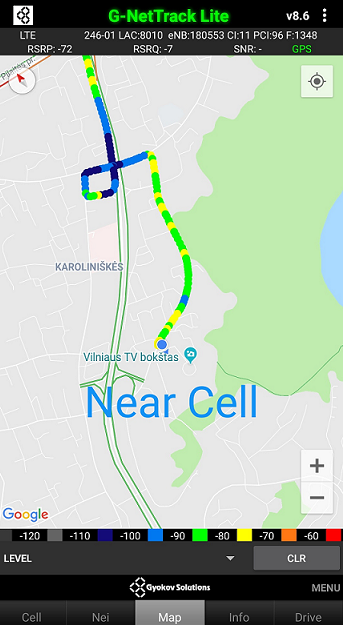 G-NetTrack Lite v8.6
LTE 246-01 LAC:8010 eNB:180553 CI:11 PCI:96 F:1348
RSRP: -72 RSRQ: -7 SNR: - GPS
Pilaitės pr.
KAROLINIŠKĖS
Vilniaus TV bokštas
Near Cell
+
−
Google
-120 -110 -100 -90 -80 -70 -60
LEVEL CLR
Gyokov Solutions MENU
Cell Nei Map Info Drive